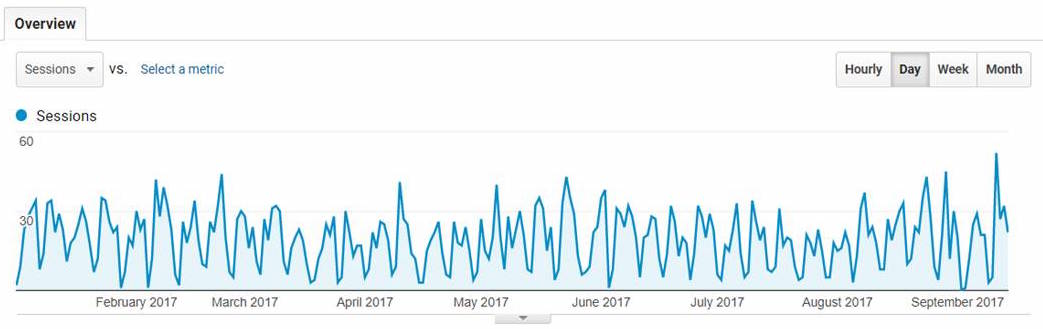 Overview
Sessions vs. Select a metric Hourly Day Week Month
Sessions
60
30
February 2017 March 2017 April 2017 May 2017 June 2017 July 2017 August 2017 September 2017